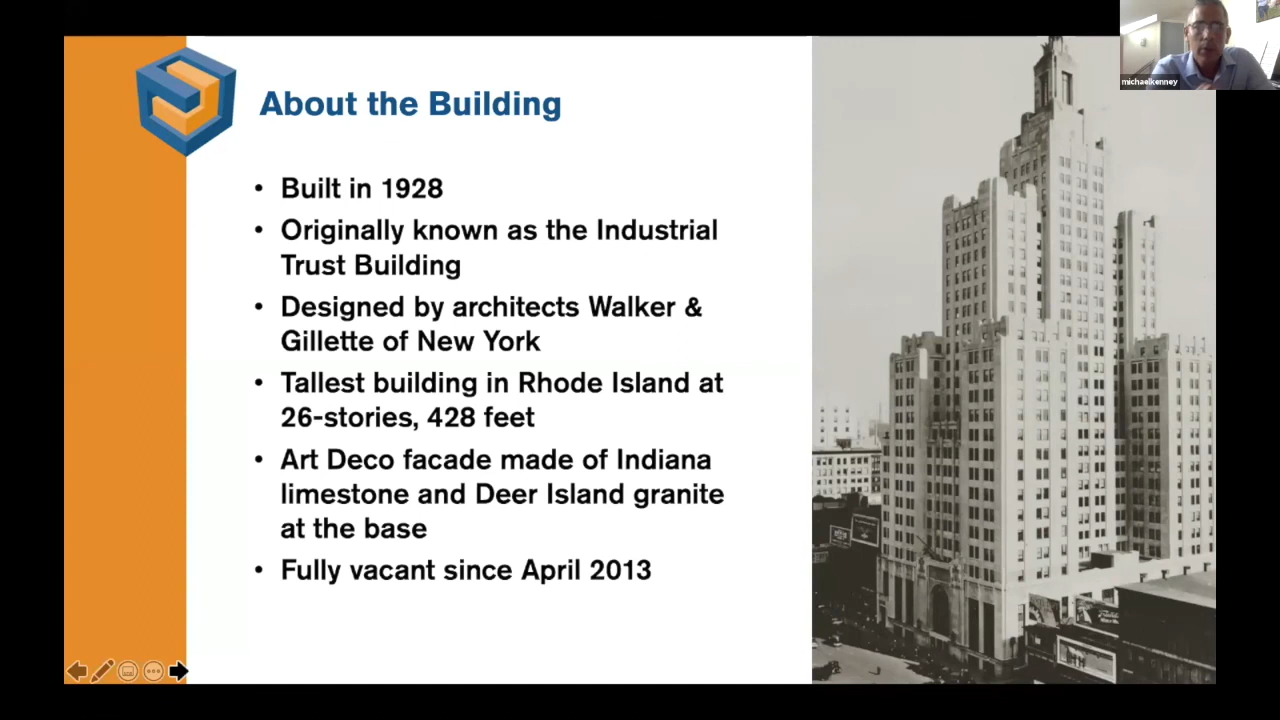 michaelkenney
About the Building
• Built in 1928
• Originally known as the Industrial
Trust Building
• Designed by architects Walker &
Gillette of New York
• Tallest building in Rhode Island at
26-stories, 428 feet
• Art Deco facade made of Indiana
limestone and Deer Island granite
at the base
• Fully vacant since April 2013